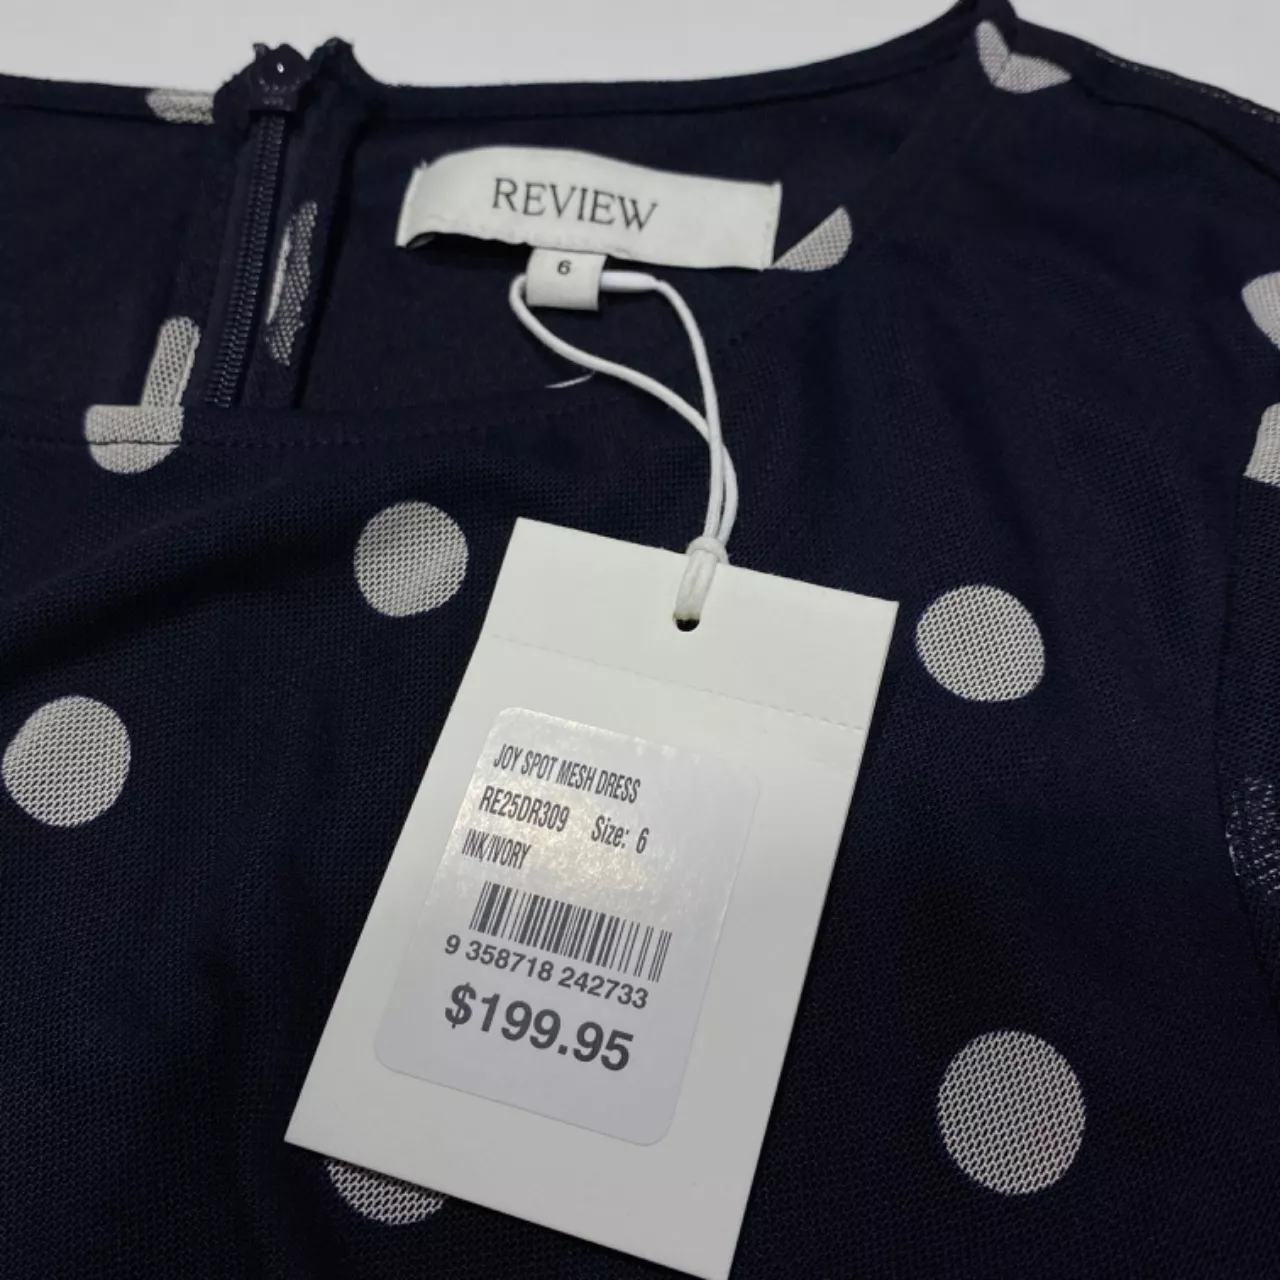 REVIEW
6
JOY SPOT MESH DRESS
RE25DR309 Size: 6
INK/IVORY
9 358718 242733
$199.95